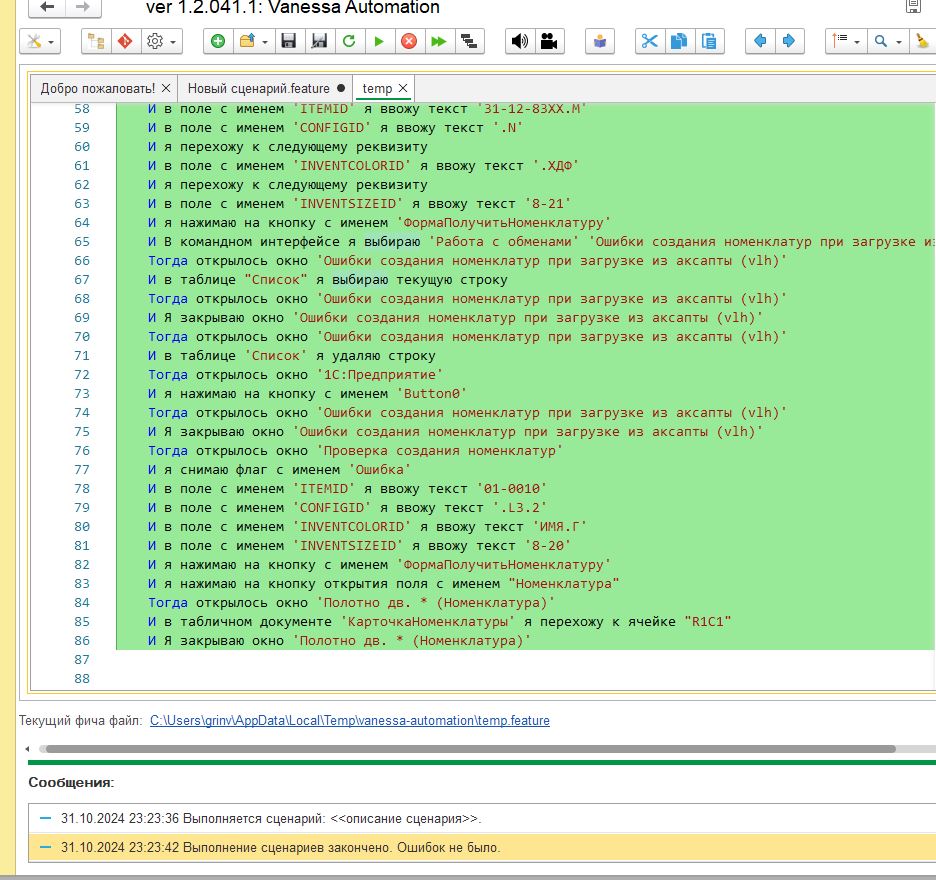 ver 1.2.041.1: Vanessa Automation
Добро пожаловать! Новый сценарий.feature temp
58 И в поле с именем 'ITEMID' я ввожу текст '31-12-83ХХ.М'
59 И в поле с именем 'CONFIGID' я ввожу текст '.N'
60 И я перехожу к следующему реквизиту
61 И в поле с именем 'INVENTCOLORID' я ввожу текст '.ХДФ'
62 И я перехожу к следующему реквизиту
63 И в поле с именем 'INVENTSIZEID' я ввожу текст '8-21'
64 И я нажимаю на кнопку с именем 'ФормаПолучитьНоменклатуру'
65 И В командном интерфейсе я выбираю 'Работа с обменами' 'Ошибки создания номенклатур при загрузке из
66 Тогда открылось окно 'Ошибки создания номенклатур при загрузке из аксапты (vlh)'
67 И в таблице "Список" я выбираю текущую строку
68 Тогда открылось окно 'Ошибки создания номенклатур при загрузке из аксапты (vlh)'
69 И Я закрываю окно 'Ошибки создания номенклатур при загрузке из аксапты (vlh)'
70 Тогда открылось окно 'Ошибки создания номенклатур при загрузке из аксапты (vlh)'
71 И в таблице 'Список' я удаляю строку
72 Тогда открылось окно '1С:Предприятие'
73 И я нажимаю на кнопку с именем 'Button0'
74 Тогда открылось окно 'Ошибки создания номенклатур при загрузке из аксапты (vlh)'
75 И Я закрываю окно 'Ошибки создания номенклатур при загрузке из аксапты (vlh)'
76 Тогда открылось окно 'Проверка создания номенклатур'
77 И я снимаю флаг с именем 'Ошибка'
78 И в поле с именем 'ITEMID' я ввожу текст '01-0010'
79 И в поле с именем 'CONFIGID' я ввожу текст '.L3.2'
80 И в поле с именем 'INVENTCOLORID' я ввожу текст 'ИМЯ.Г'
81 И в поле с именем 'INVENTSIZEID' я ввожу текст '8-20'
82 И я нажимаю на кнопку с именем 'ФормаПолучитьНоменклатуру'
83 И я нажимаю на кнопку открытия поля с именем "Номенклатура"
84 Тогда открылось окно 'Полотно дв. * (Номенклатура)'
85 И в табличном документе 'КарточкаНоменклатуры' я перехожу к ячейке "R1C1"
86 И Я закрываю окно 'Полотно дв. * (Номенклатура)'
87
88
Текущий фича файл: C:\Users\grinv\AppData\Local\Temp\vanessa-automation\temp.feature
Сообщения:
31.10.2024 23:23:36 Выполняется сценарий: <<описание сценария>>.
31.10.2024 23:23:42 Выполнение сценариев закончено. Ошибок не было.